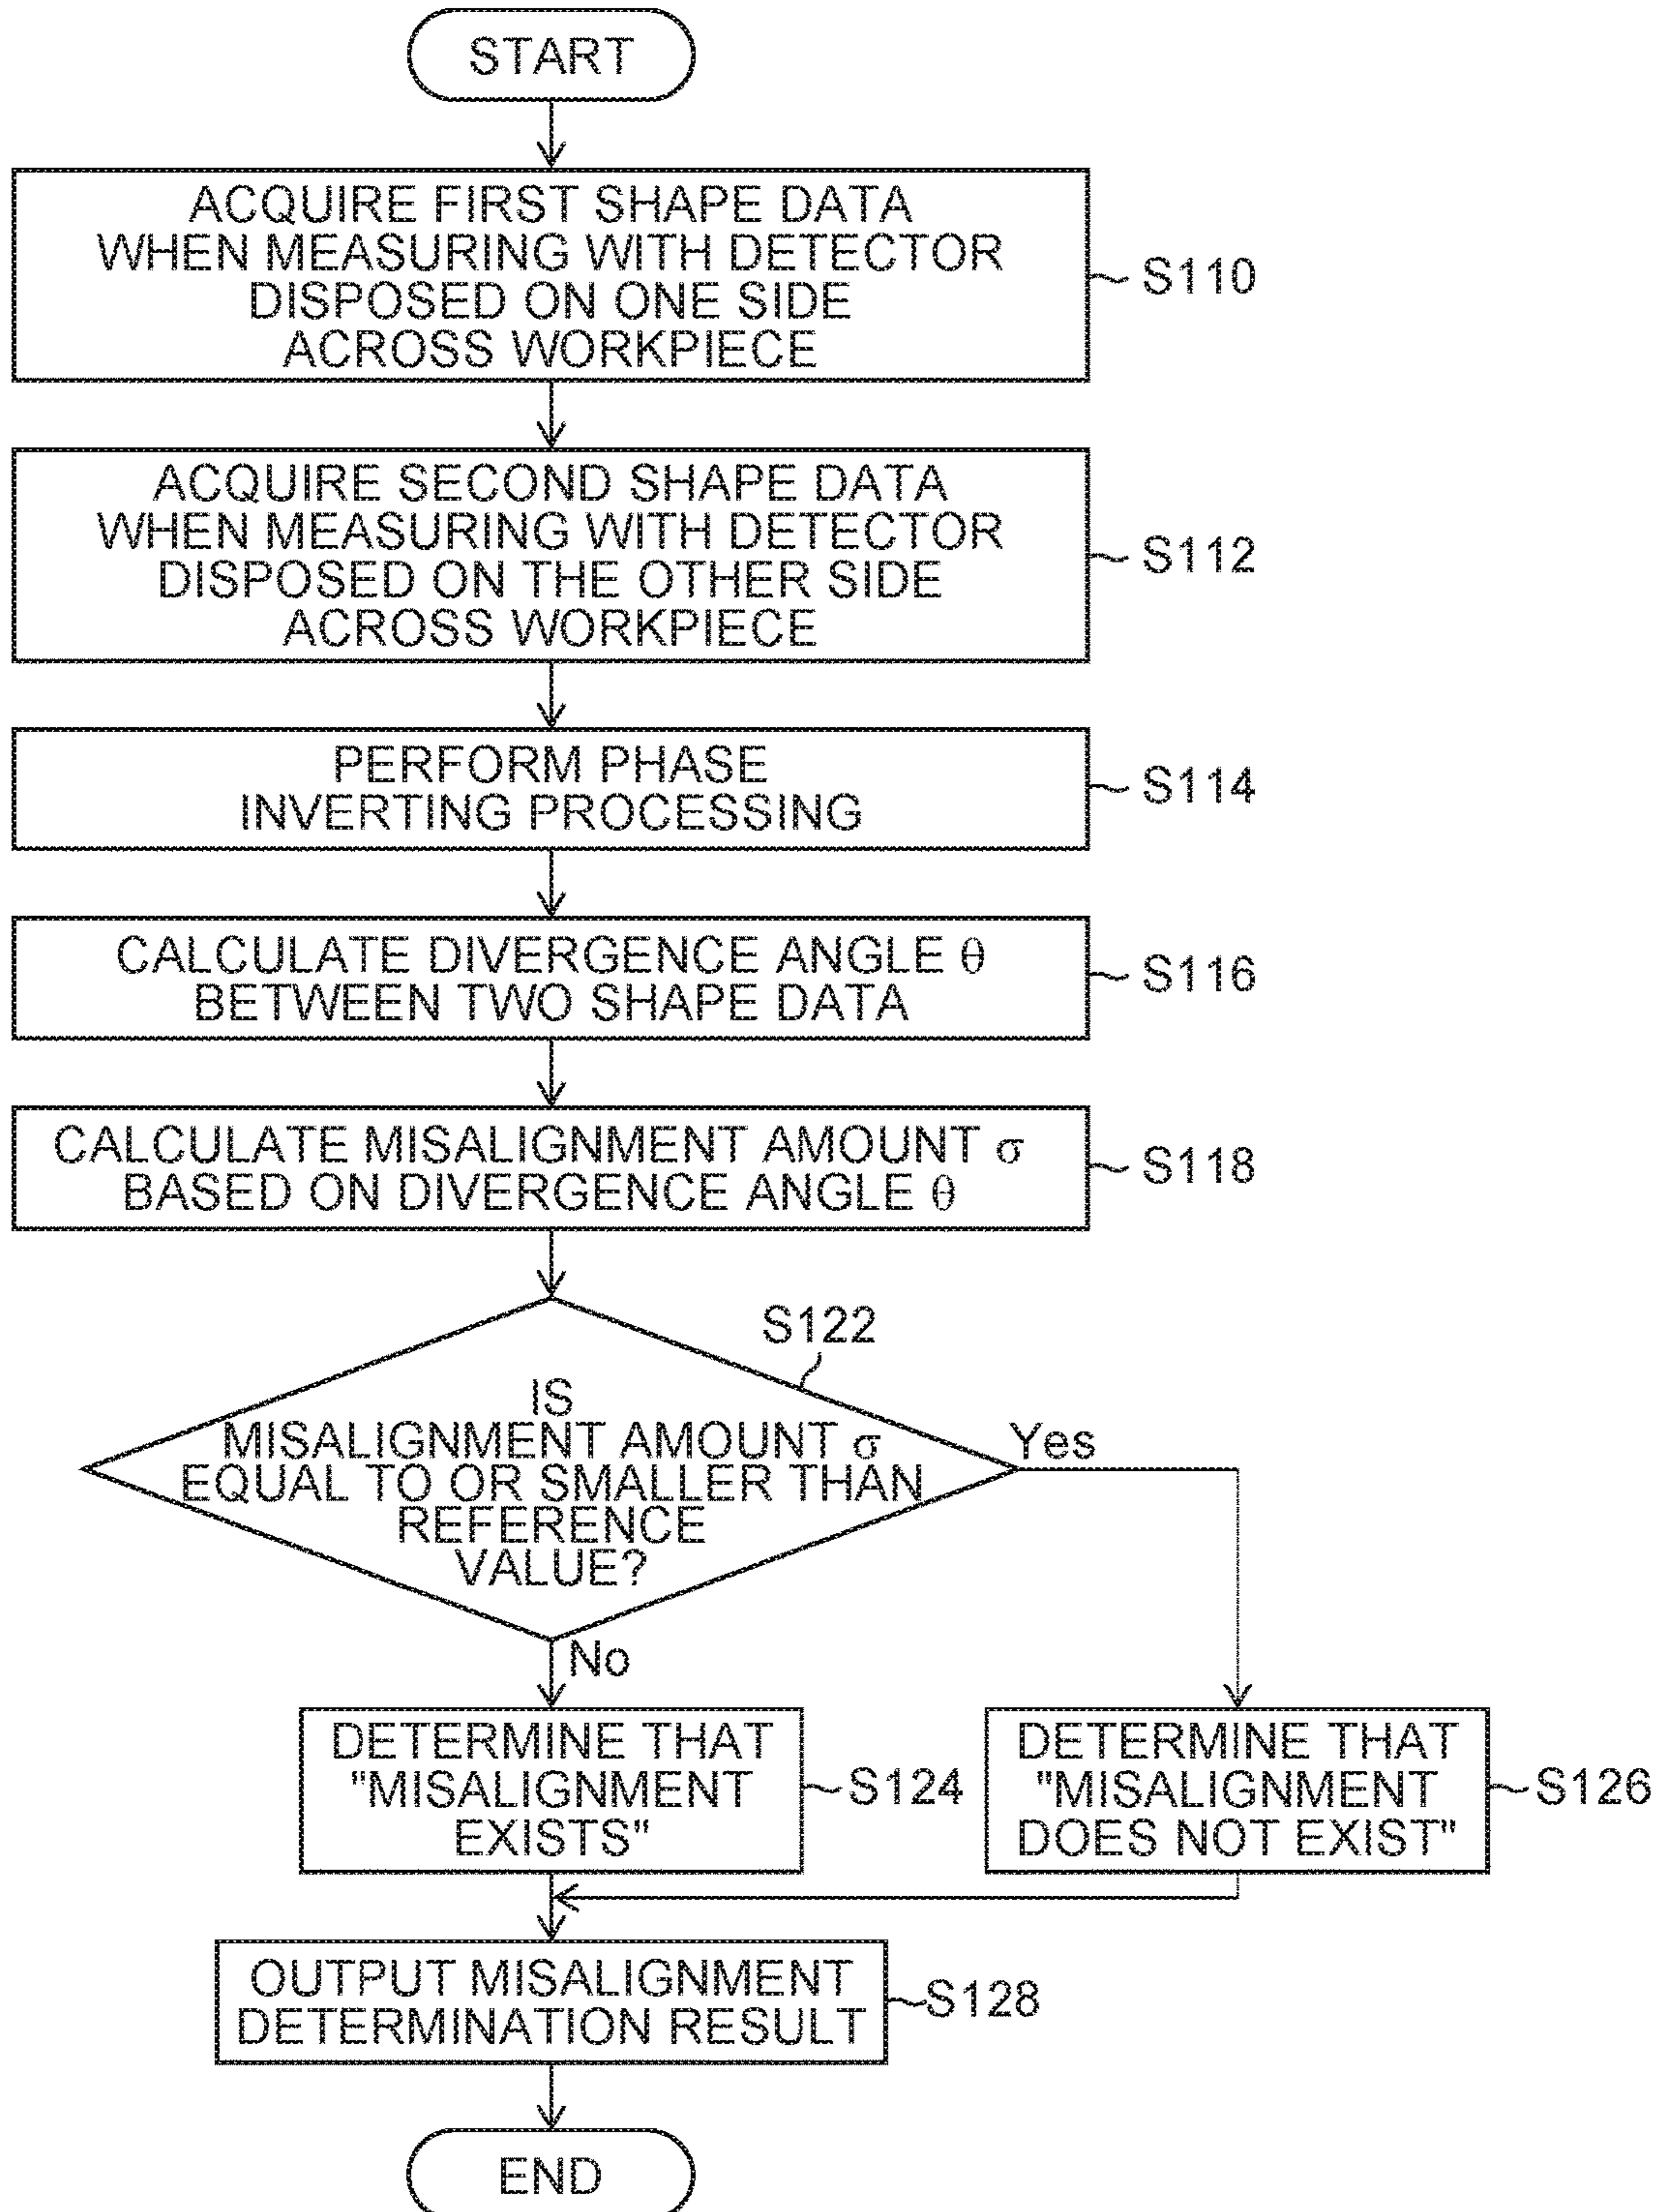 START
ACQUIRE FIRST SHAPE DATA
WHEN MEASURING WITH DETECTOR
DISPOSED ON ONE SIDE
ACROSS WORKPIECE
S110
ACQUIRE SECOND SHAPE DATA
WHEN MEASURING WITH DETECTOR
DISPOSED ON THE OTHER SIDE
ACROSS WORKPIECE
S112
PERFORM PHASE
INVERTING PROCESSING
S114
CALCULATE DIVERGENCE ANGLE θ
BETWEEN TWO SHAPE DATA
S116
CALCULATE MISALIGNMENT AMOUNT σ
BASED ON DIVERGENCE ANGLE θ
S118
S122
IS
MISALIGNMENT AMOUNT σ
EQUAL TO OR SMALLER THAN
REFERENCE
VALUE?
Yes
No
DETERMINE THAT
"MISALIGNMENT
EXISTS"
S124
DETERMINE THAT
"MISALIGNMENT
DOES NOT EXIST"
S126
OUTPUT MISALIGNMENT
DETERMINATION RESULT
S128
END